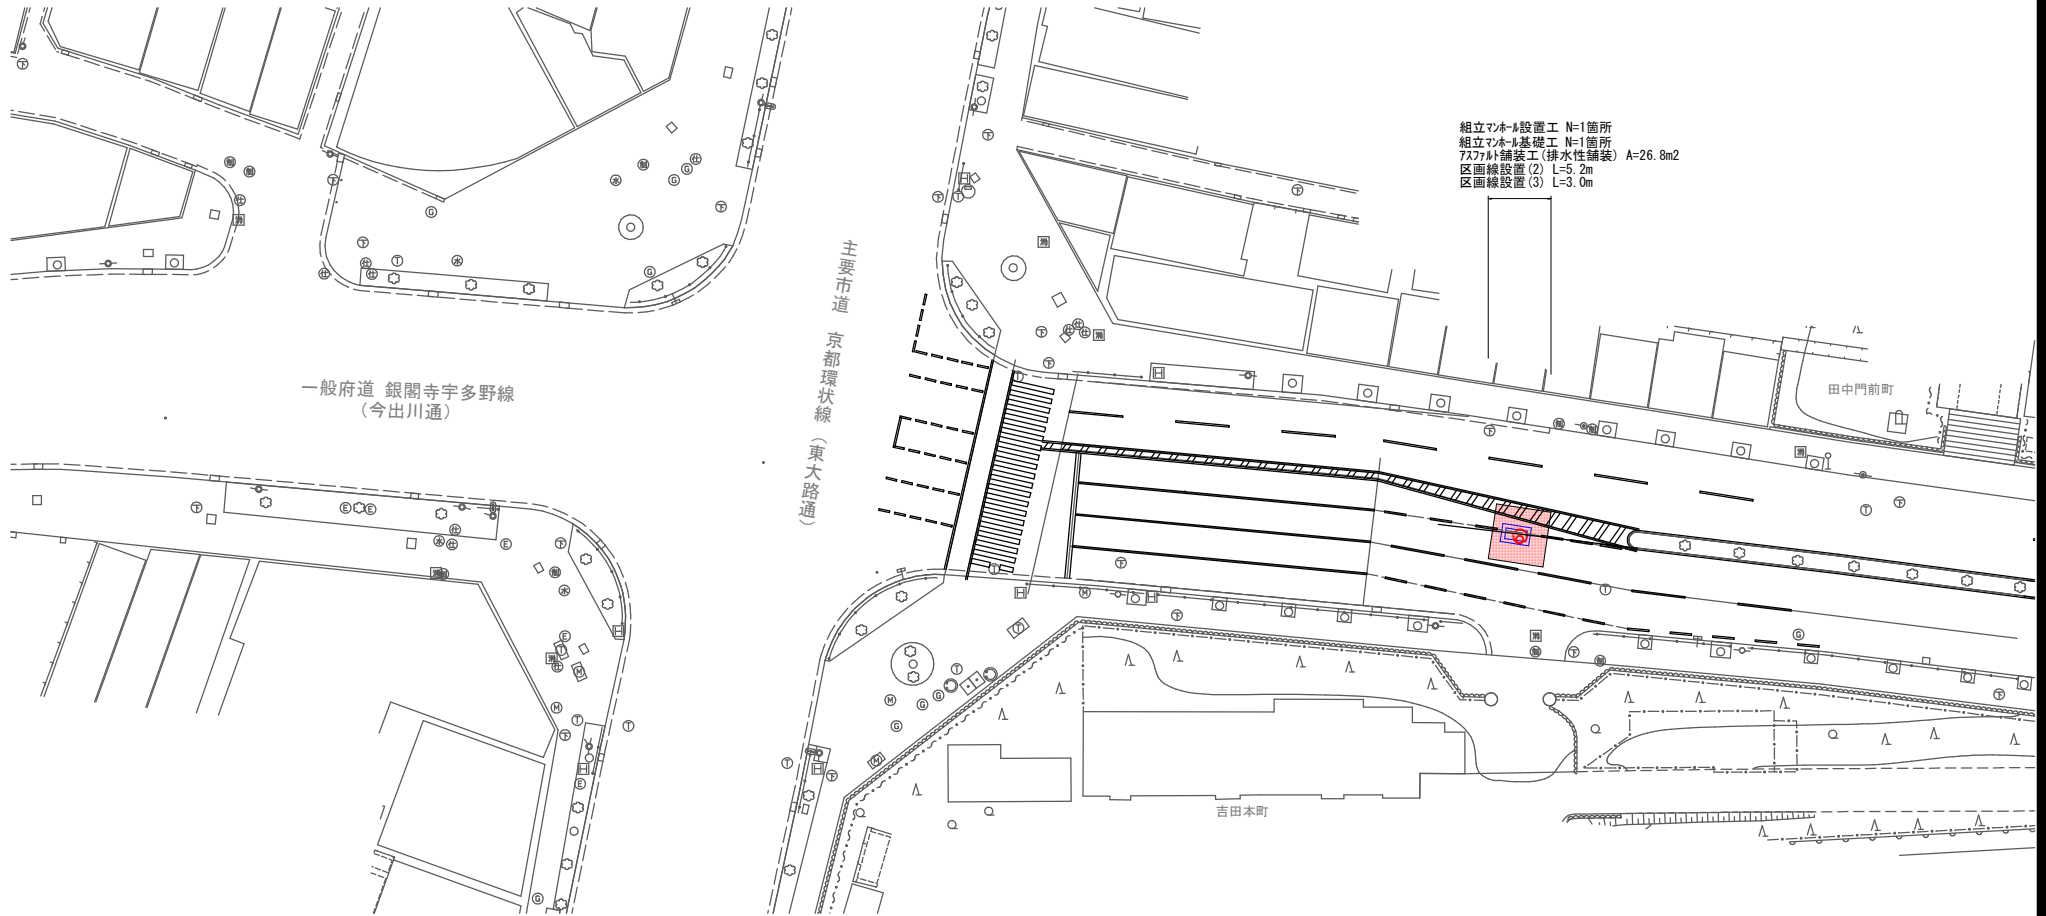 組立マンホール設置工 N=1箇所
組立マンホール基礎工 N=1箇所
アスファルト舗装工(排水性舗装) A=26.8m2
区画線設置(2) L=5.2m
区画線設置(3) L=3.0m
主要市道 京都環状線(東大路通)
一般府道 銀閣寺宇多野線
(今出川通)
田中門前町
吉田本町